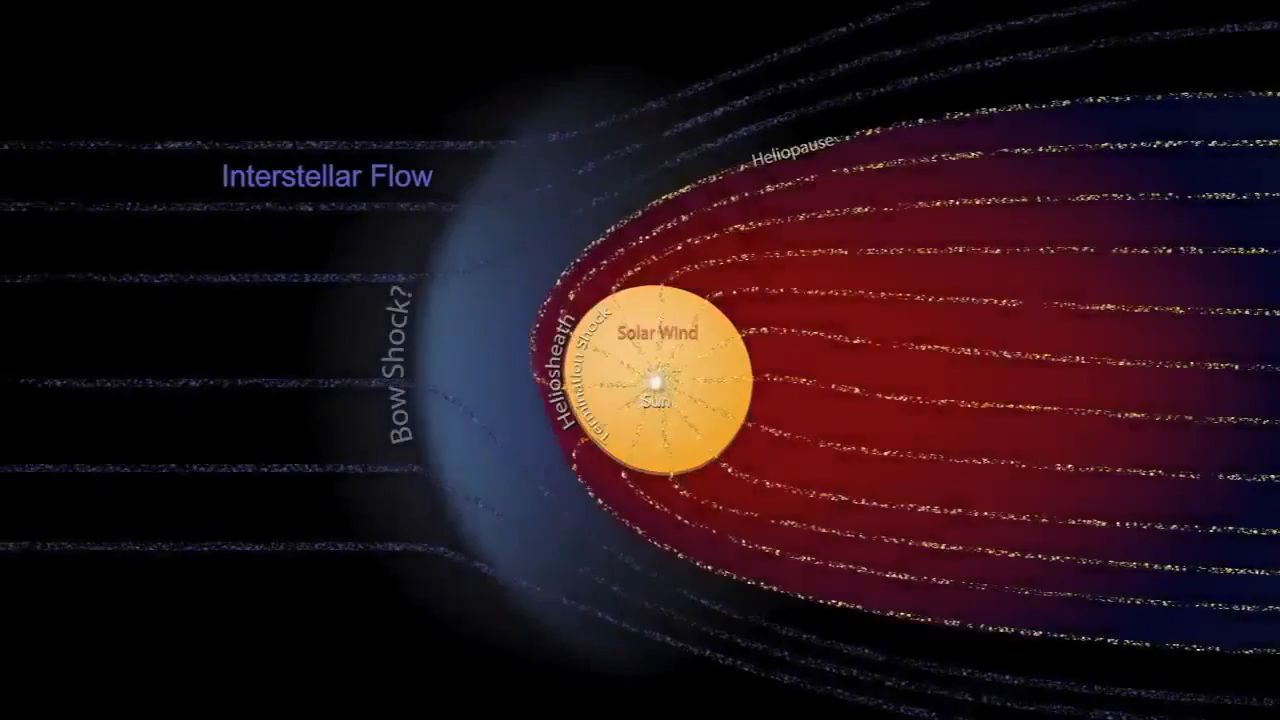 Interstellar Flow
Heliopause
Bow Shock?
Heliosheath
Termination Shock
Solar Wind
Sun